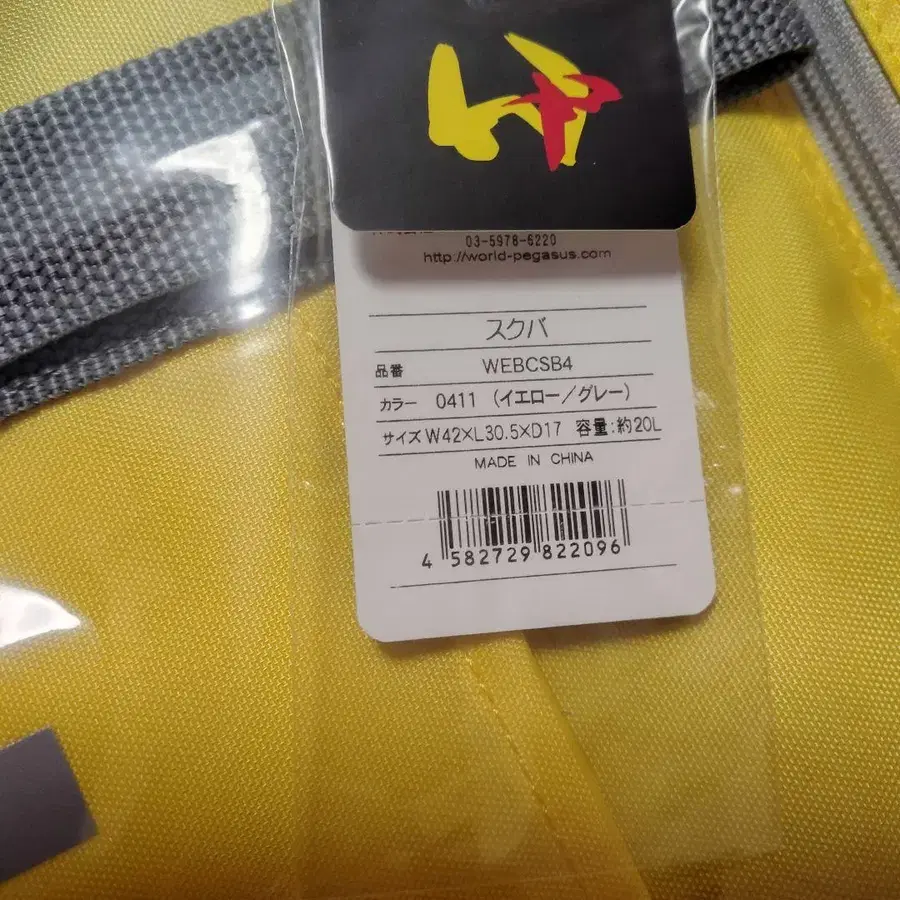 03-5978-6220
http://world-pegasus.com
スクバ
品番 WEBCSB4
カラー 0411 (イエロー／グレー)
サイズ W42×L30.5×D17 容量:約20L
MADE IN CHINA
4 582729 822096